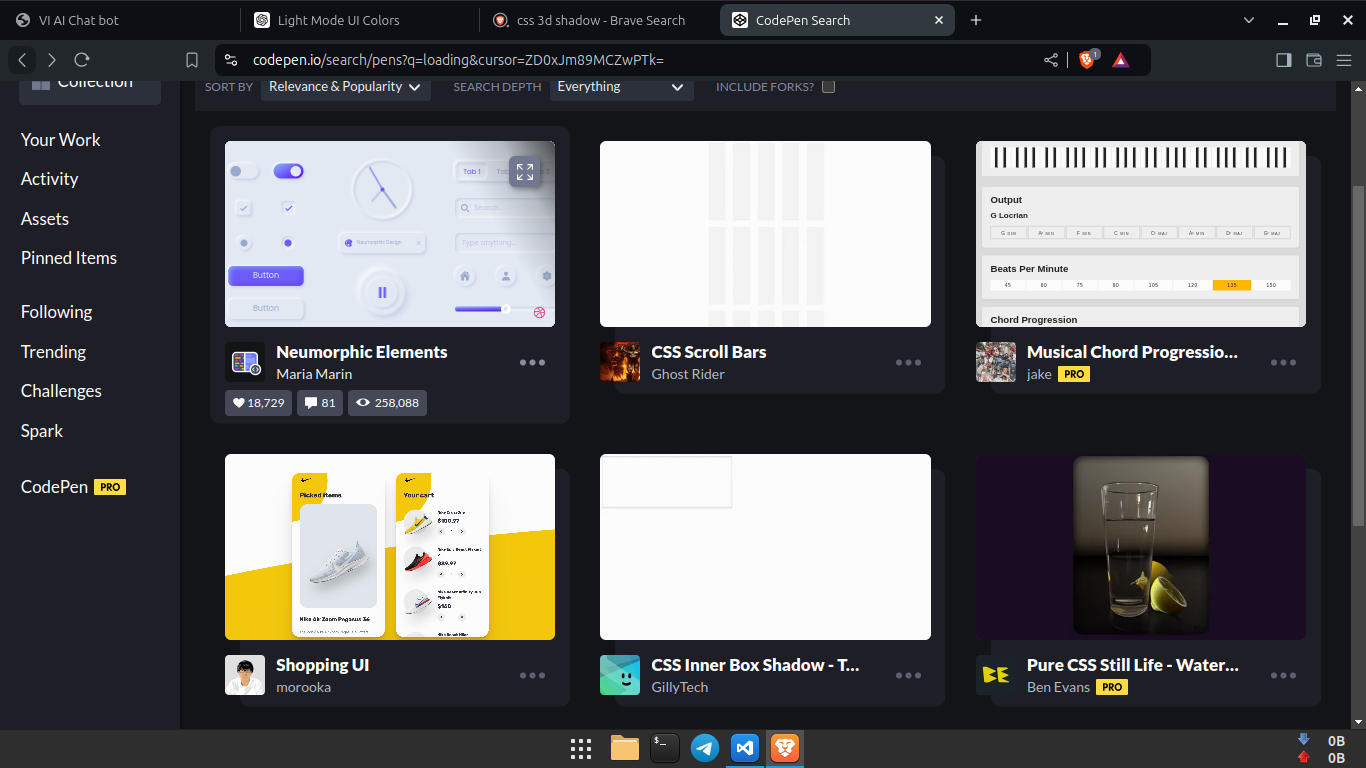 VI AI Chat bot
Light Mode UI Colors
css 3d shadow - Brave Search
CodePen Search
codepen.io/search/pens?q=loading&cursor=ZD0xJm89MCZwPTk=
1
Collection
SORT BY
Relevance & Popularity
SEARCH DEPTH
Everything
INCLUDE FORKS?
Your Work
Activity
Assets
Pinned Items
Following
Trending
Challenges
Spark
CodePen PRO
Tab 1
Search...
Neumorphic Design
Type anything...
Button
Button
Neumorphic Elements
Maria Marin
18,729
81
258,088
CSS Scroll Bars
Ghost Rider
Output
G Locrian
Beats Per Minute
45 60 75 90 105 120 135 150
Chord Progression
Musical Chord Progressio...
jake PRO
Picked items
Your cart
$89.97
$140
Nike Air Zoom Pegasus 36
Shopping UI
morooka
CSS Inner Box Shadow - T...
GillyTech
Pure CSS Still Life - Water...
Ben Evans PRO
0B
0B